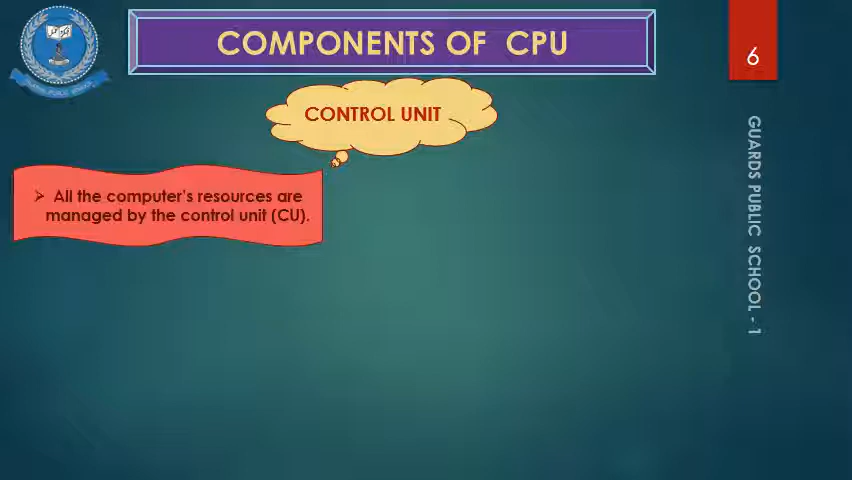 COMPONENTS OF CPU
6
CONTROL UNIT
➢ All the computer's resources are
managed by the control unit (CU).
GUARDS PUBLIC SCHOOL - 1